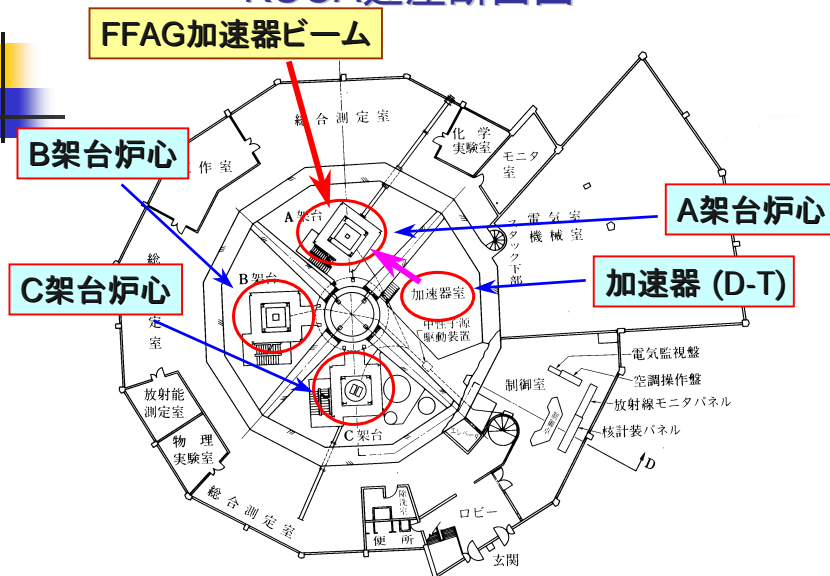 FFAG加速器ビーム
総合測定室
化学
実験室
モニタ
室
B架台炉心
作室
A架台
電気室
機械室
スタック下部
A架台炉心
C架台炉心
B架台
加速器室
加速器 (D-T)
中性子源
駆動装置
電気監視盤
空調操作盤
制御室
放射線モニタパネル
核計装パネル
放射能
測定室
C架台
D
物理
実験室
総合測定室
除洗室
便所
ロビー
玄関